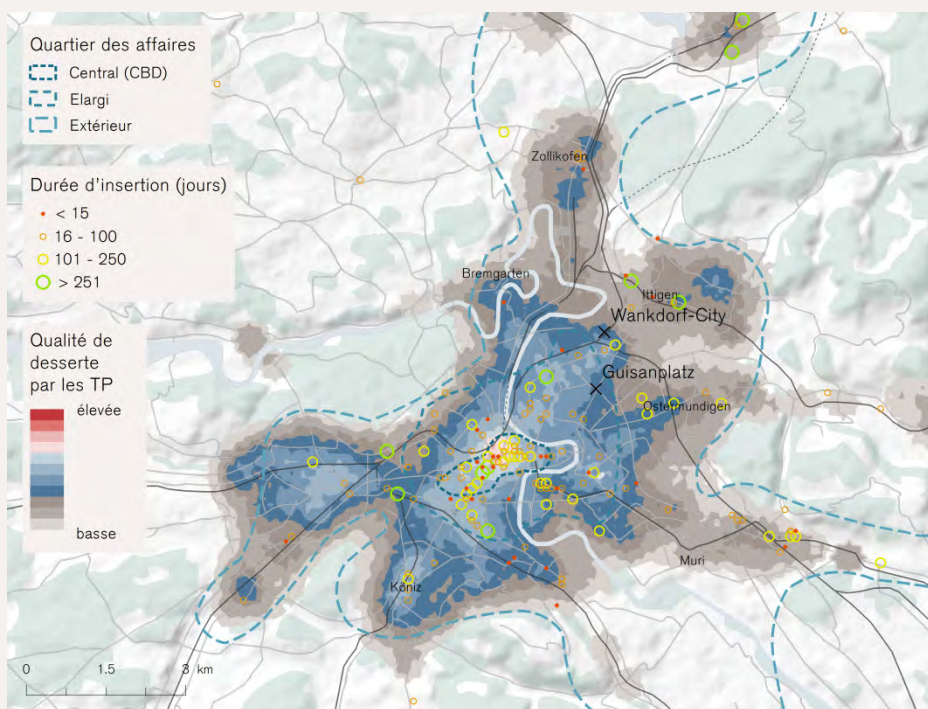 Quartier des affaires
Central (CBD)
Elargi
Extérieur
Durée d'insertion (jours)
< 15
16 - 100
101 - 250
> 251
Qualité de
desserte
par les TP
élevée
basse
Zollikofen
Bremgarten
Ittigen
Wankdorf-City
Guisanplatz
Ostermundigen
Muri
Köniz
0 1.5 3 km